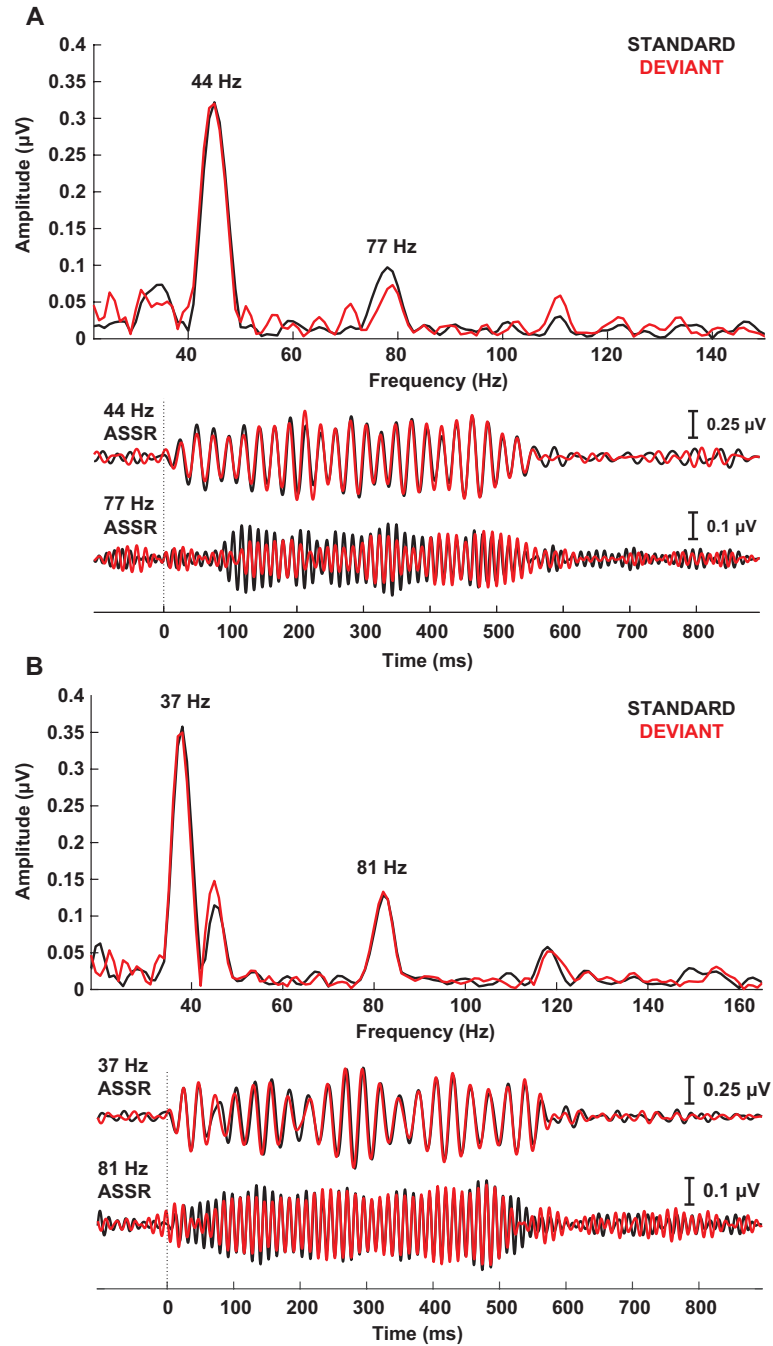 A
0.4
STANDARD
DEVIANT
44 Hz
0.35
0.3
0.25
Amplitude (µV)
0.2
0.15
77 Hz
0.1
0.05
0
40 60 80 100 120 140
Frequency (Hz)
44 Hz
ASSR
0.25 µV
77 Hz
ASSR
0.1 µV
0 100 200 300 400 500 600 700 800
Time (ms)
B
37 Hz
0.4
STANDARD
DEVIANT
0.35
0.3
0.25
Amplitude (µV)
0.2
81 Hz
0.15
0.1
0.05
0
40 60 80 100 120 140 160
Frequency (Hz)
37 Hz
ASSR
0.25 µV
81 Hz
ASSR
0.1 µV
0 100 200 300 400 500 600 700 800
Time (ms)